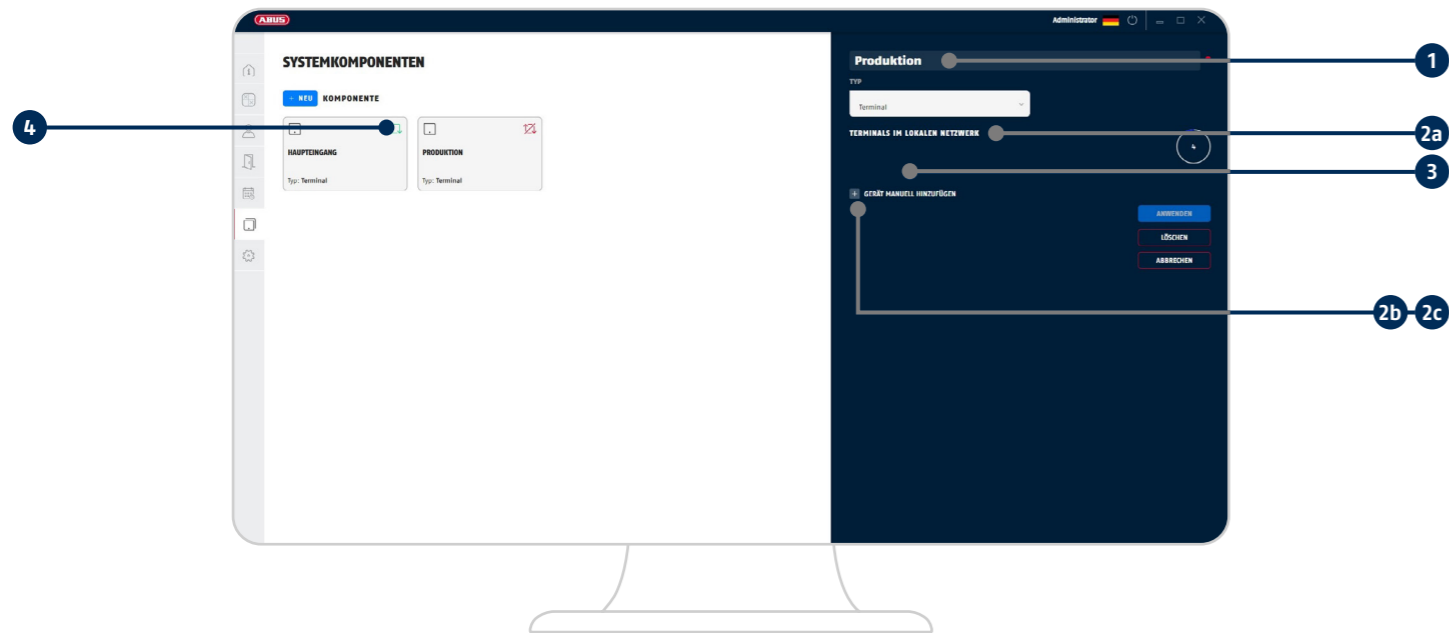 ABUS
Administrator
SYSTEMKOMPONENTEN
+ NEU KOMPONENTE
HAUPTEINGANG
Typ: Terminal
PRODUKTION
Typ: Terminal
Produktion
TYP
Terminal
TERMINALS IM LOKALEN NETZWERK
4
+ GERÄT MANUELL HINZUFÜGEN
ANWENDEN
LÖSCHEN
ABBRECHEN
1
2a
3
2b 2c
4